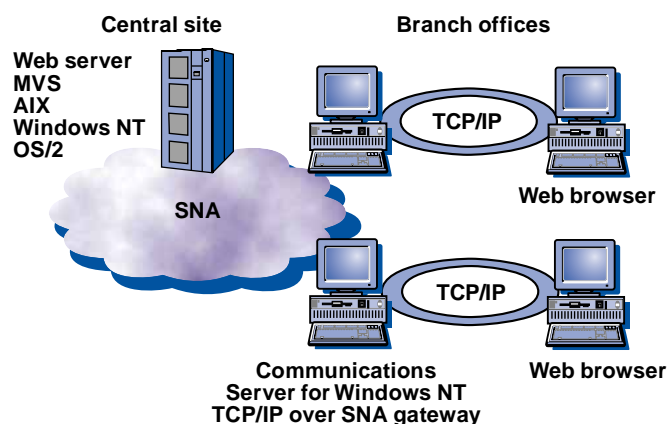 Central site
Branch offices
Web server
MVS
AIX
Windows NT
OS/2
SNA
TCP/IP
Web browser
TCP/IP
Communications
Server for Windows NT
TCP/IP over SNA gateway
Web browser